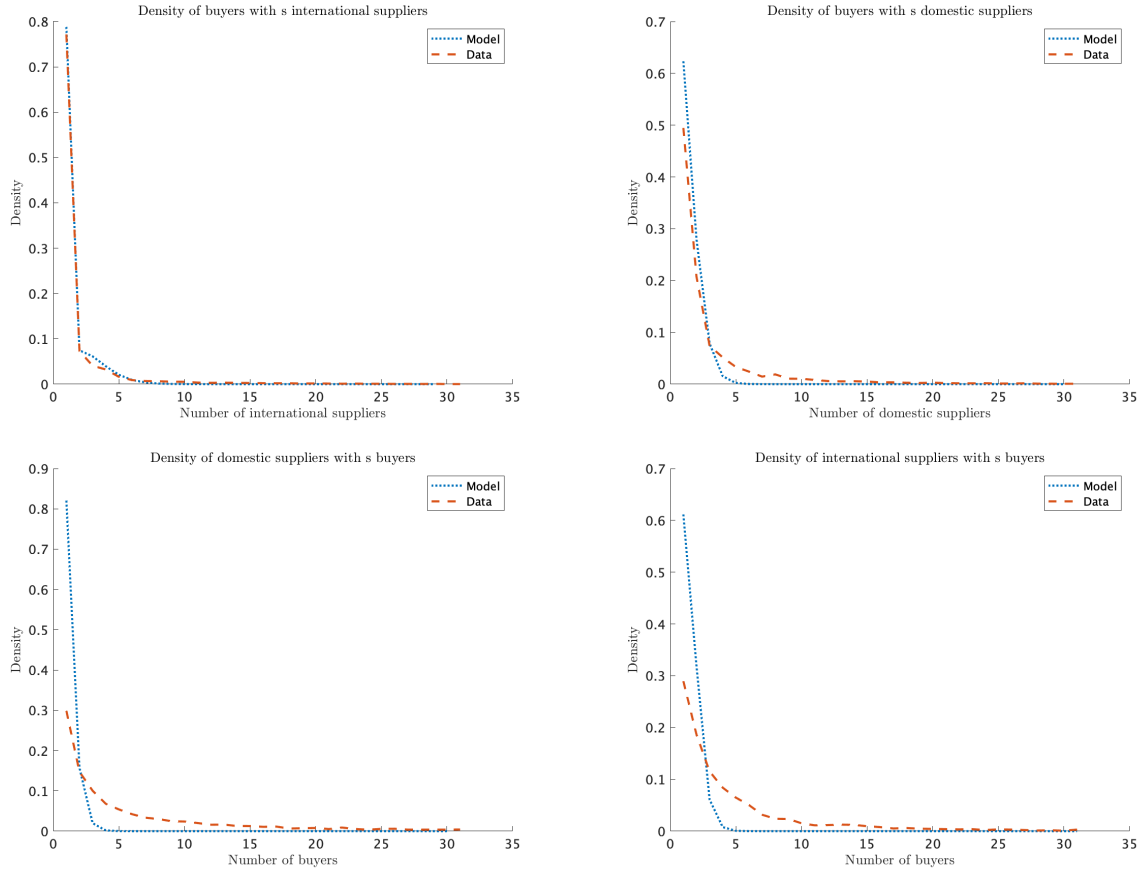 Density of buyers with s international suppliers
Model
Data
0.8
0.7
0.6
0.5
0.4
0.3
0.2
0.1
0
Density
0 5 10 15 20 25 30 35
Number of international suppliers
Density of buyers with s domestic suppliers
Model
Data
0.7
0.6
0.5
0.4
0.3
0.2
0.1
0
Density
0 5 10 15 20 25 30 35
Number of domestic suppliers
Density of domestic suppliers with s buyers
Model
Data
0.9
0.8
0.7
0.6
0.5
0.4
0.3
0.2
0.1
0
Density
0 5 10 15 20 25 30 35
Number of buyers
Density of international suppliers with s buyers
Model
Data
0.7
0.6
0.5
0.4
0.3
0.2
0.1
0
Density
0 5 10 15 20 25 30 35
Number of buyers